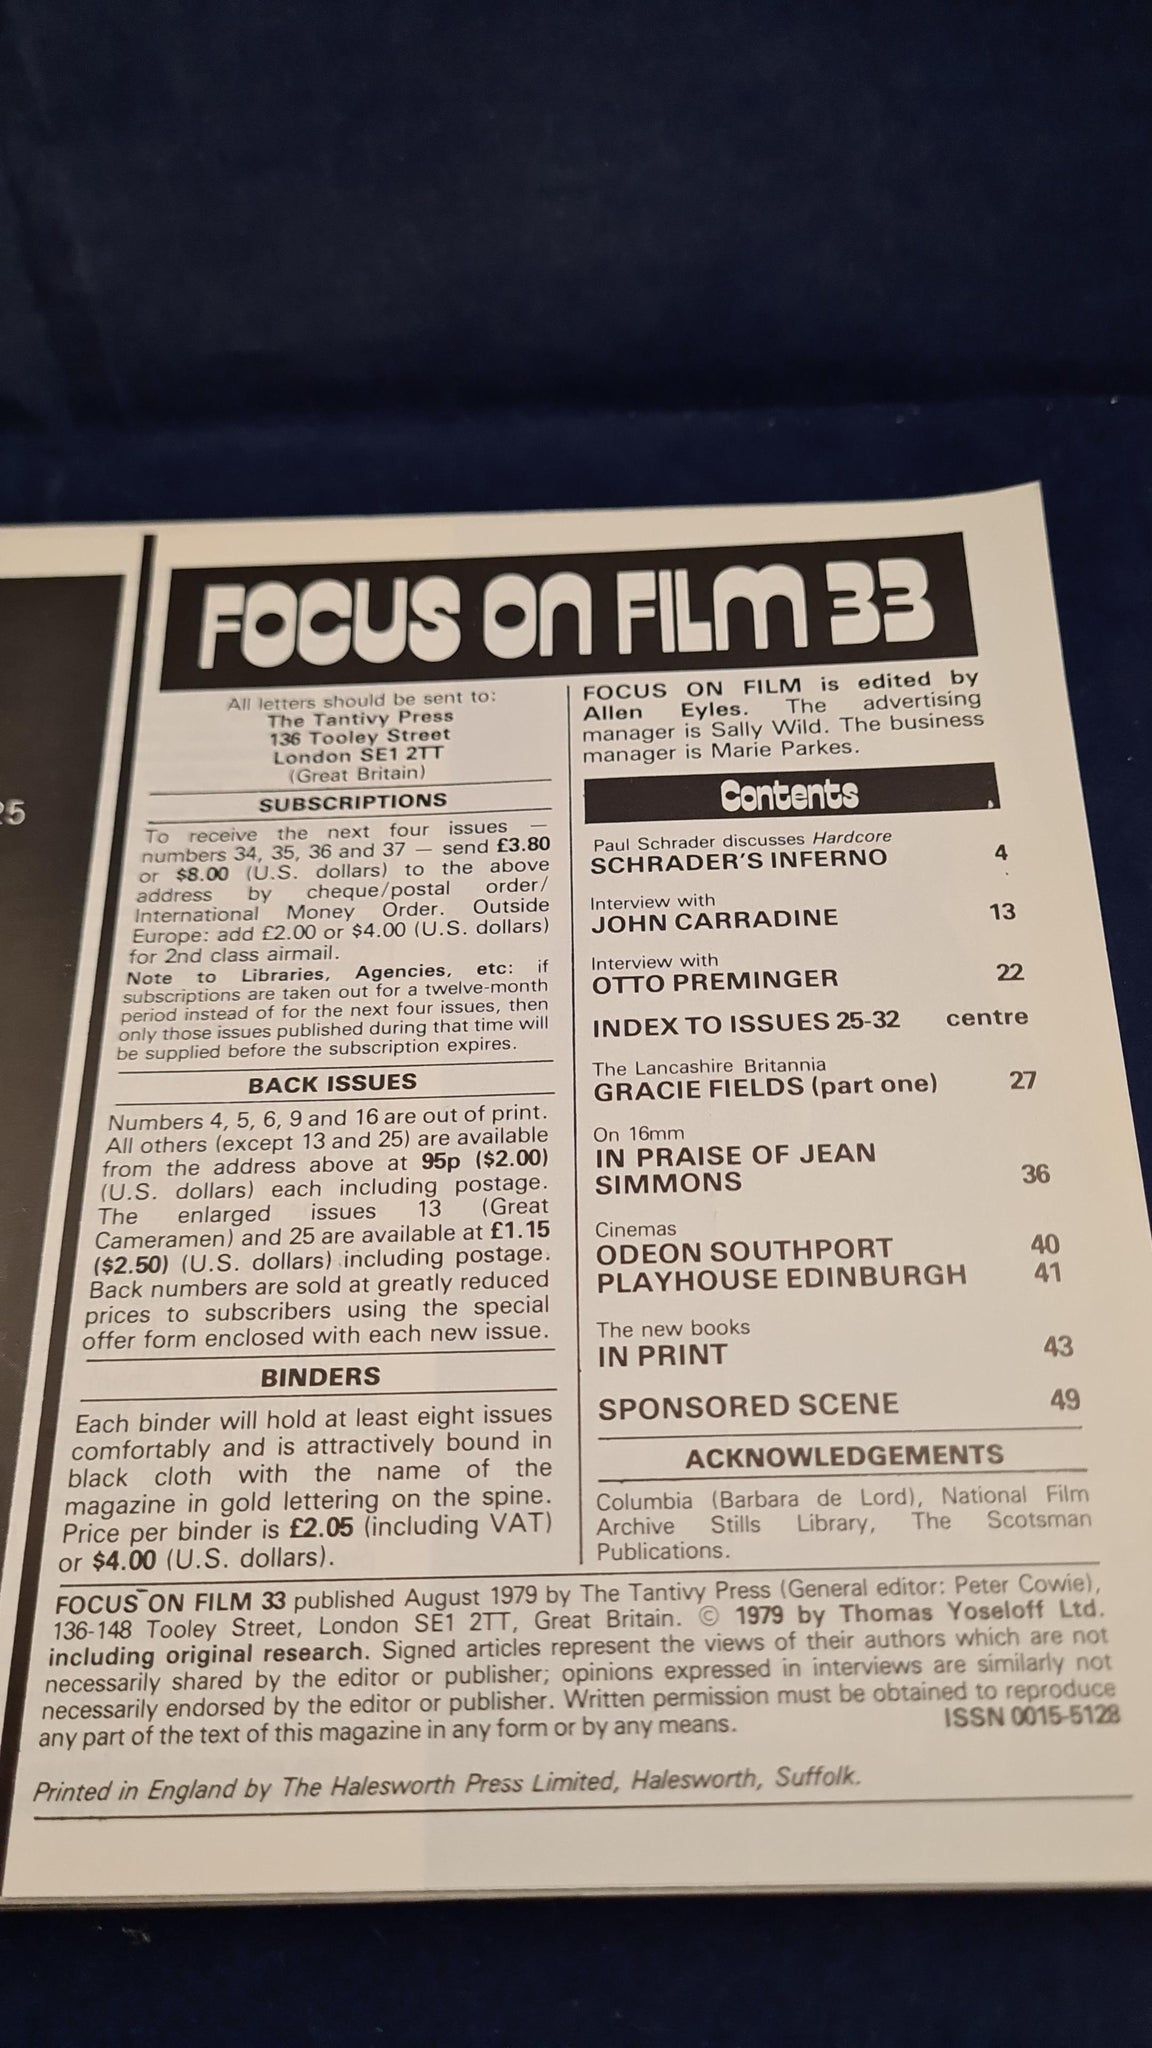 25
FOCUS ON FILM 33
All letters should be sent to:
The Tantivy Press
136 Tooley Street
London SE1 2TT
(Great Britain)
SUBSCRIPTIONS
To receive the next four issues —
numbers 34, 35, 36 and 37 — send £3.80
or $8.00 (U.S. dollars) to the above
address by cheque/postal order/
International Money Order. Outside
Europe: add £2.00 or $4.00 (U.S. dollars)
for 2nd class airmail.
Note to Libraries, Agencies, etc: if
subscriptions are taken out for a twelve-month
period instead of for the next four issues, then
only those issues published during that time will
be supplied before the subscription expires.
BACK ISSUES
Numbers 4, 5, 6, 9 and 16 are out of print.
All others (except 13 and 25) are available
from the address above at 95p ($2.00)
(U.S. dollars) each including postage.
The enlarged issues 13 (Great
Cameramen) and 25 are available at £1.15
($2.50) (U.S. dollars) including postage.
Back numbers are sold at greatly reduced
prices to subscribers using the special
offer form enclosed with each new issue.
BINDERS
Each binder will hold at least eight issues
comfortably and is attractively bound in
black cloth with the name of the
magazine in gold lettering on the spine.
Price per binder is £2.05 (including VAT)
or $4.00 (U.S. dollars).
FOCUS ON FILM is edited by
Allen Eyles. The advertising
manager is Sally Wild. The business
manager is Marie Parkes.
Contents
Paul Schrader discusses Hardcore
SCHRADER'S INFERNO 4
Interview with
JOHN CARRADINE 13
Interview with
OTTO PREMINGER 22
INDEX TO ISSUES 25-32 centre
The Lancashire Britannia
GRACIE FIELDS (part one) 27
On 16mm
IN PRAISE OF JEAN
SIMMONS 36
Cinemas
ODEON SOUTHPORT 40
PLAYHOUSE EDINBURGH 41
The new books
IN PRINT 43
SPONSORED SCENE 49
ACKNOWLEDGEMENTS
Columbia (Barbara de Lord), National Film
Archive Stills Library, The Scotsman
Publications.
FOCUS ON FILM 33 published August 1979 by The Tantivy Press (General editor: Peter Cowie),
136-148 Tooley Street, London SE1 2TT, Great Britain. © 1979 by Thomas Yoseloff Ltd.
including original research. Signed articles represent the views of their authors which are not
necessarily shared by the editor or publisher; opinions expressed in interviews are similarly not
necessarily endorsed by the editor or publisher. Written permission must be obtained to reproduce
any part of the text of this magazine in any form or by any means. ISSN 0015-5128
Printed in England by The Halesworth Press Limited, Halesworth, Suffolk.